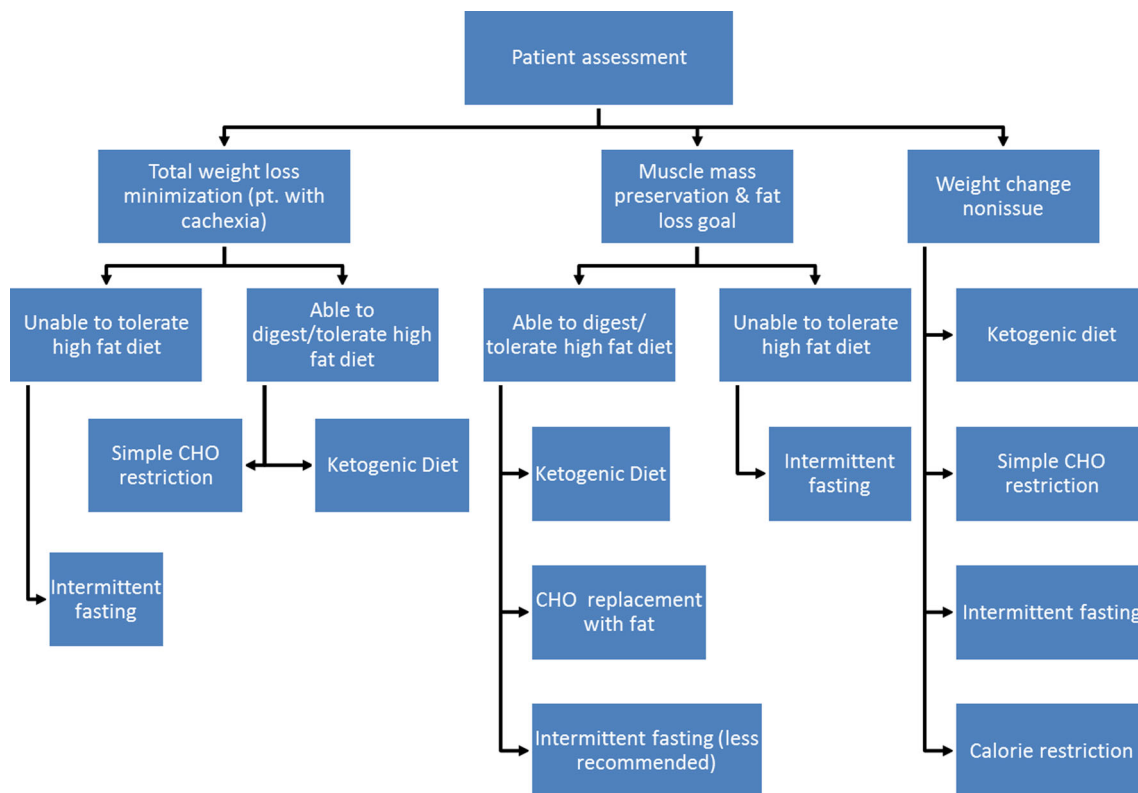 Patient assessment
Total weight loss
minimization (pt. with
cachexia)
Muscle mass
preservation & fat
loss goal
Weight change
nonissue
Unable to tolerate
high fat diet
Able to
digest/tolerate high
fat diet
Able to digest/
tolerate high fat diet
Unable to tolerate
high fat diet
Ketogenic diet
Simple CHO
restriction
Ketogenic Diet
Ketogenic Diet
Intermittent
fasting
Simple CHO
restriction
Intermittent
fasting
CHO replacement
with fat
Intermittent fasting
Intermittent fasting (less
recommended)
Calorie restriction